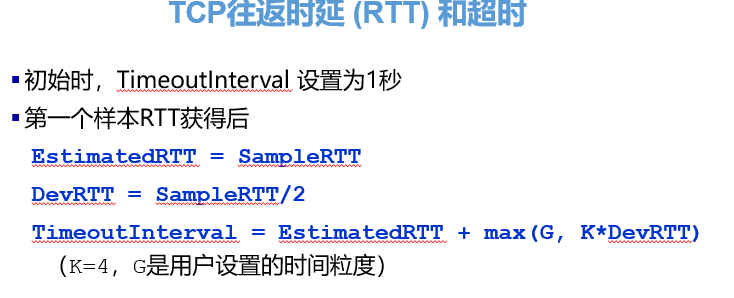 TCP往返时延 (RTT) 和超时
初始时，TimeoutInterval 设置为1秒
第一个样本RTT获得后
EstimatedRTT = SampleRTT
DevRTT = SampleRTT/2
TimeoutInterval = EstimatedRTT + max(G, K*DevRTT)
（K=4，G是用户设置的时间粒度）